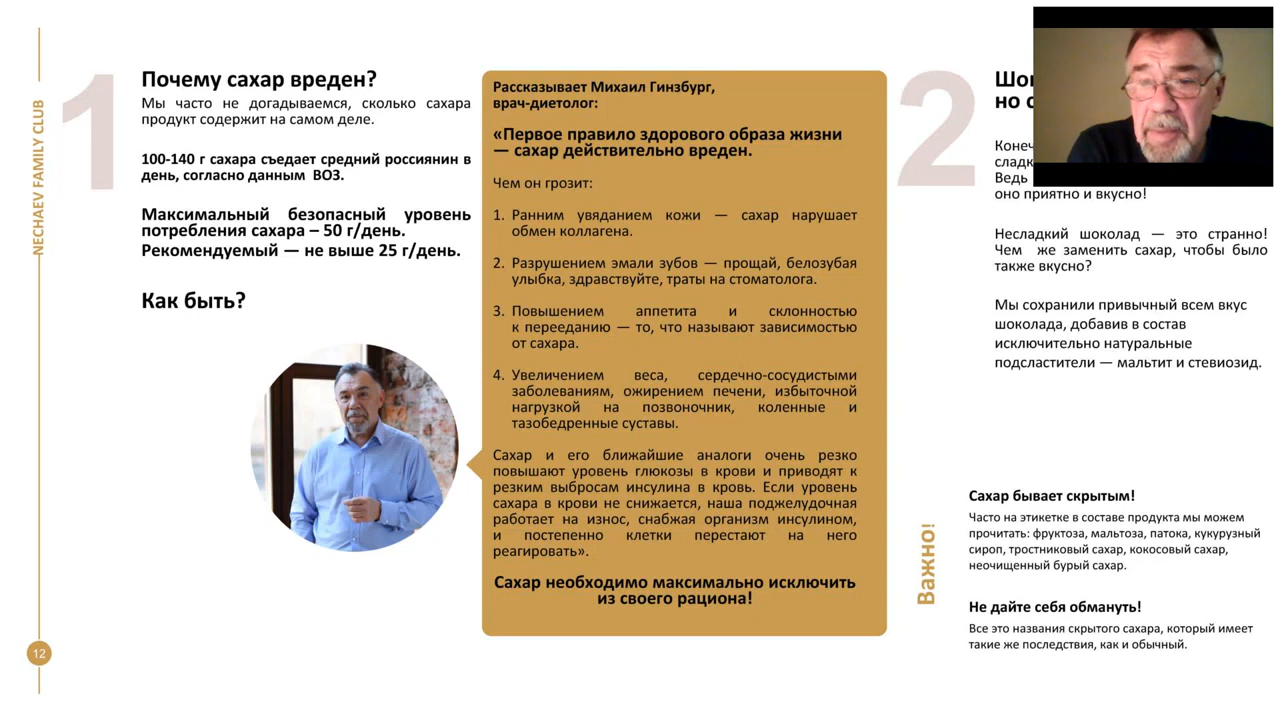 NECHAEV FAMILY CLUB
12
1
Почему сахар вреден?
Мы часто не догадываемся, сколько сахара
продукт содержит на самом деле.
100-140 г сахара съедает средний россиянин в
день, согласно данным ВОЗ.
Максимальный безопасный уровень
потребления сахара – 50 г/день.
Рекомендуемый — не выше 25 г/день.
Как быть?
Рассказывает Михаил Гинзбург,
врач-диетолог:
«Первое правило здорового образа жизни
— сахар действительно вреден.
Чем он грозит:
1. Ранним увяданием кожи — сахар нарушает
обмен коллагена.
2. Разрушением эмали зубов — прощай, белозубая
улыбка, здравствуйте, траты на стоматолога.
3. Повышением аппетита и склонностью
к перееданию — то, что называют зависимостью
от сахара.
4. Увеличением веса, сердечно-сосудистыми
заболеваниям, ожирением печени, избыточной
нагрузкой на позвоночник, коленные и
тазобедренные суставы.
Сахар и его ближайшие аналоги очень резко
повышают уровень глюкозы в крови и приводят к
резким выбросам инсулина в кровь. Если уровень
сахара в крови не снижается, наша поджелудочная
работает на износ, снабжая организм инсулином,
и постепенно клетки перестают на него
реагировать».
Сахар необходимо максимально исключить
из своего рациона!
2
Шо
но с
Конеч
сладк
Ведь
оно приятно и вкусно!
Несладкий шоколад — это странно!
Чем же заменить сахар, чтобы было
также вкусно?
Мы сохранили привычный всем вкус
шоколада, добавив в состав
исключительно натуральные
подсластители — мальтит и стевиозид.
Важно!
Сахар бывает скрытым!
Часто на этикетке в составе продукта мы можем
прочитать: фруктоза, мальтоза, патока, кукурузный
сироп, тростниковый сахар, кокосовый сахар,
неочищенный бурый сахар.
Не дайте себя обмануть!
Все это названия скрытого сахара, который имеет
такие же последствия, как и обычный.